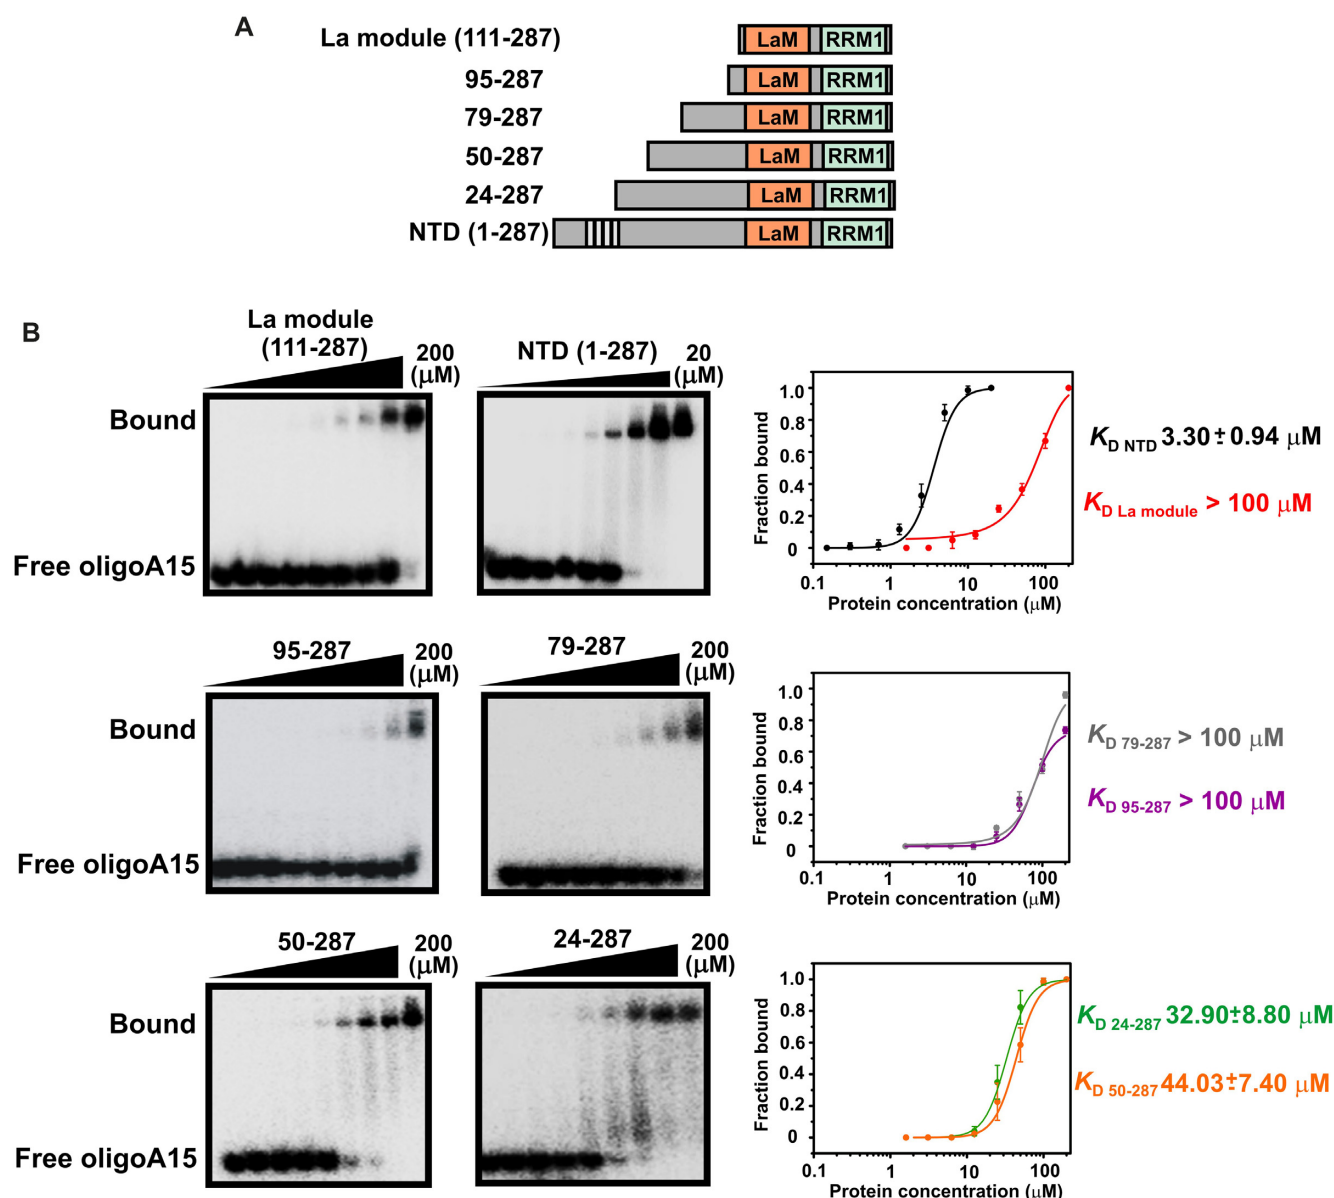 A
La module (111-287)
LaM
RRM1
95-287
LaM
RRM1
79-287
LaM
RRM1
50-287
LaM
RRM1
24-287
LaM
RRM1
NTD (1-287)
LaM
RRM1
B
La module
(111-287)
200
(µM)
Bound
Free oligoA15
NTD (1-287)
20
(µM)
Fraction bound
1.0
0.8
0.6
0.4
0.2
0
0.1
1
10
100
Protein concentration (µM)
KD NTD 3.30±0.94 µM
KD La module > 100 µM
95-287
200
(µM)
Bound
Free oligoA15
79-287
200
(µM)
Fraction bound
1.0
0.8
0.6
0.4
0.2
0
0.1
1
10
100
Protein concentration (µM)
KD 79-287 > 100 µM
KD 95-287 > 100 µM
50-287
200
(µM)
Bound
Free oligoA15
24-287
200
(µM)
Fraction bound
1.0
0.8
0.6
0.4
0.2
0
0.1
1
10
100
Protein concentration (µM)
KD 24-287 32.90±8.80 µM
KD 50-287 44.03±7.40 µM